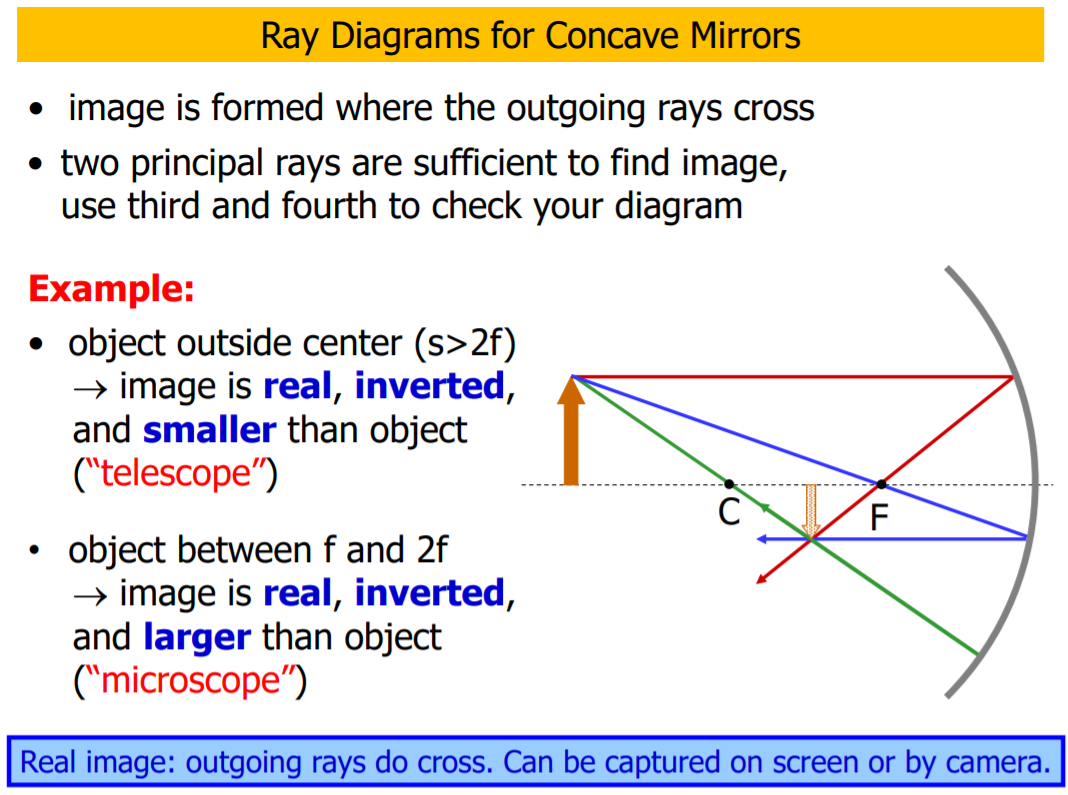 Ray Diagrams for Concave Mirrors
• image is formed where the outgoing rays cross
• two principal rays are sufficient to find image,
use third and fourth to check your diagram
Example:
• object outside center (s>2f)
→ image is real, inverted,
and smaller than object
(“telescope”)
• object between f and 2f
→ image is real, inverted,
and larger than object
(“microscope”)
C
F
Real image: outgoing rays do cross. Can be captured on screen or by camera.